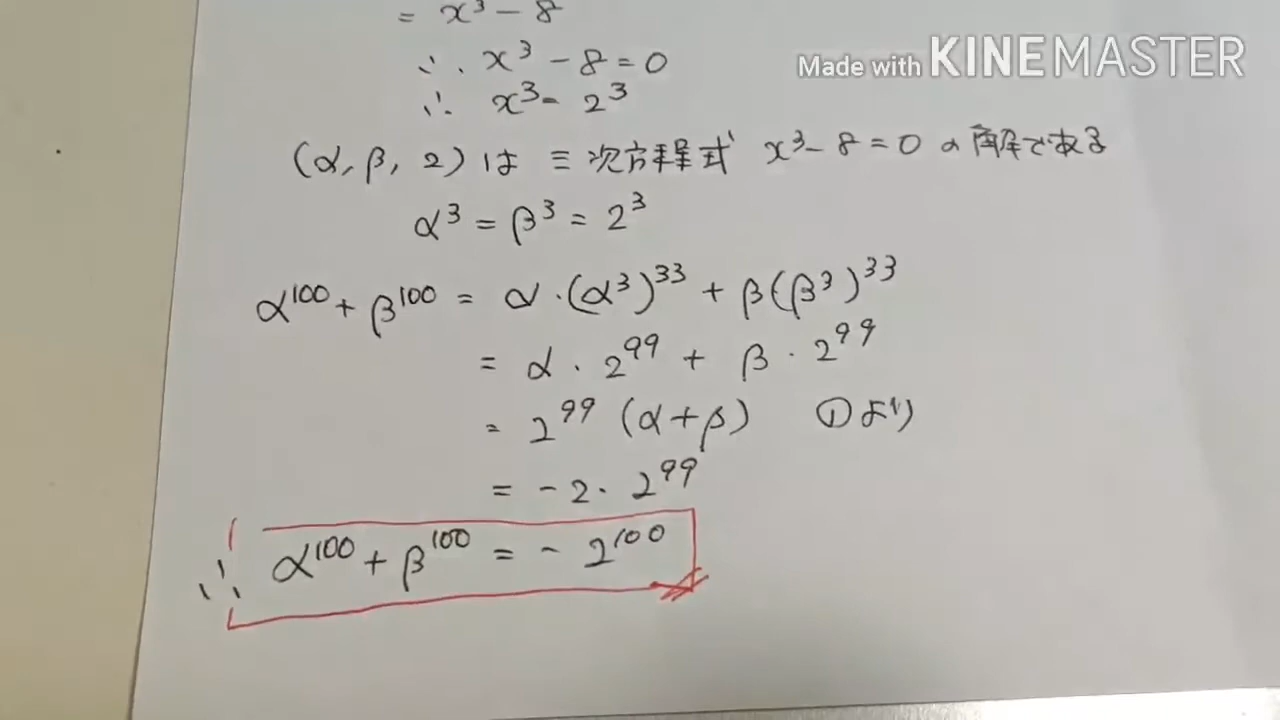 = x³ - 8
Made with KINEMASTER
∴ x³ - 8 = 0
∴ x³ = 2³
(α, β, 2) は 三次方程式 x³ - 8 = 0 の解である
α³ = β³ = 2³
α¹⁰⁰ + β¹⁰⁰ = α・(α³)³³ + β(β³)³³
= α・2⁹⁹ + β・2⁹⁹
= 2⁹⁹ (α+β) ①より
= -2・2⁹⁹
∴ α¹⁰⁰ + β¹⁰⁰ = - 2¹⁰⁰